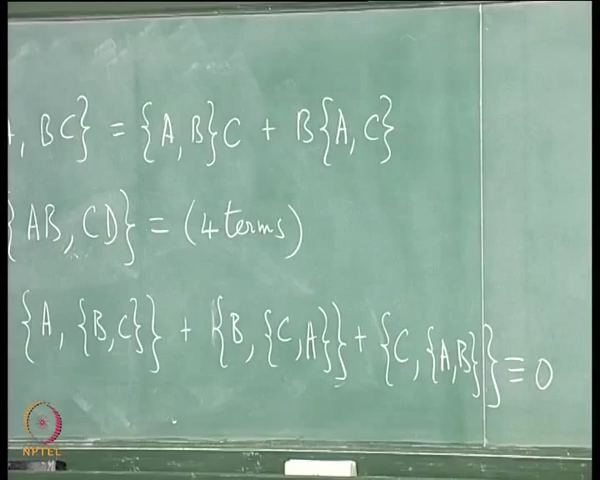 , BC} = {A, B}C + B{A, C}
{AB, CD} = (4 terms)
{A, {B,C}} + {B, {C,A}} + {C, {A,B}} ≡ 0
NPTEL